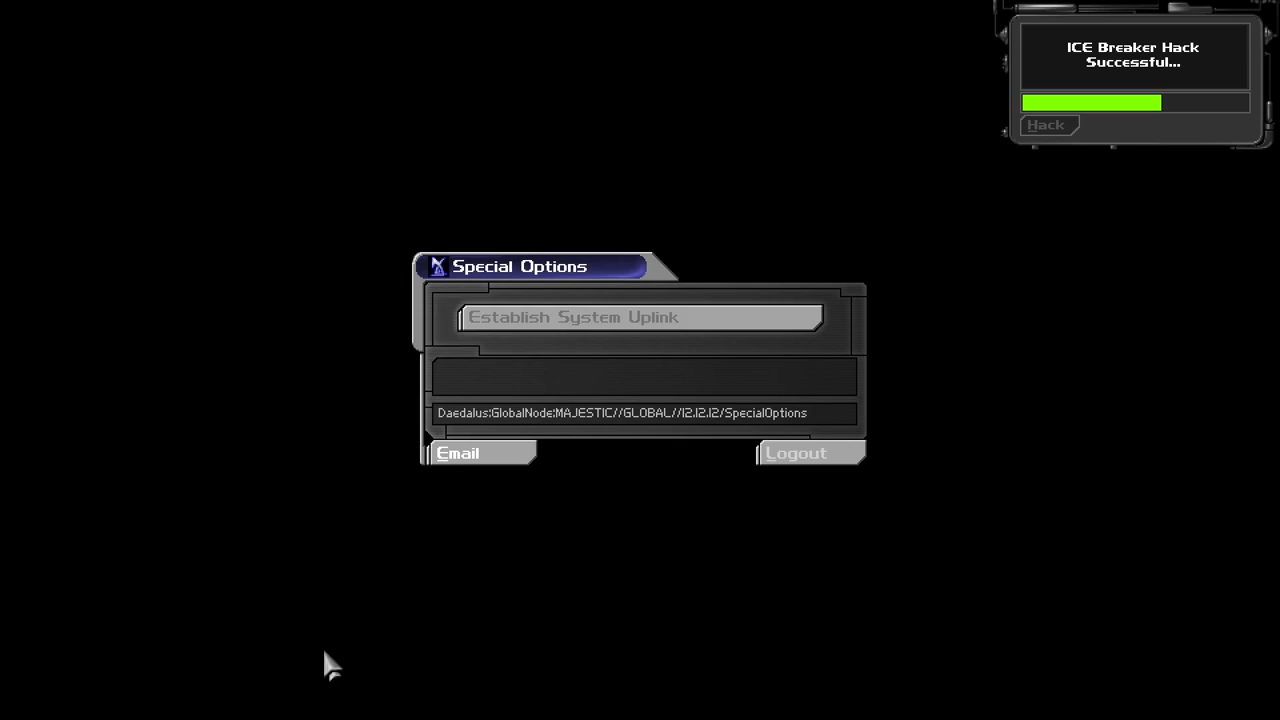 ICE Breaker Hack
Successful...
Hack
Special Options
Establish System Uplink
Daedalus:GlobalNode:MAJESTIC//GLOBAL//12.12.12/SpecialOptions
Email
Logout